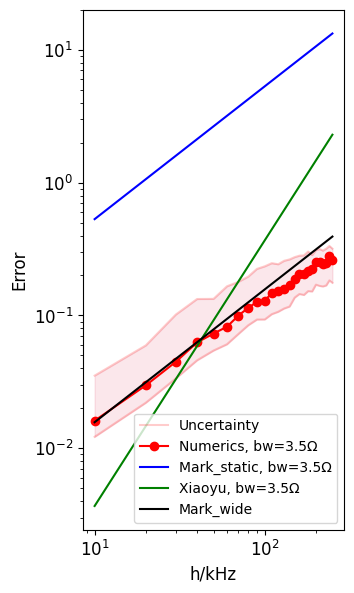 10¹
10⁰
10⁻¹
10⁻²
Error
Uncertainty
Numerics, bw=3.5Ω
Mark_static, bw=3.5Ω
Xiaoyu, bw=3.5Ω
Mark_wide
10¹ 10²
h/kHz